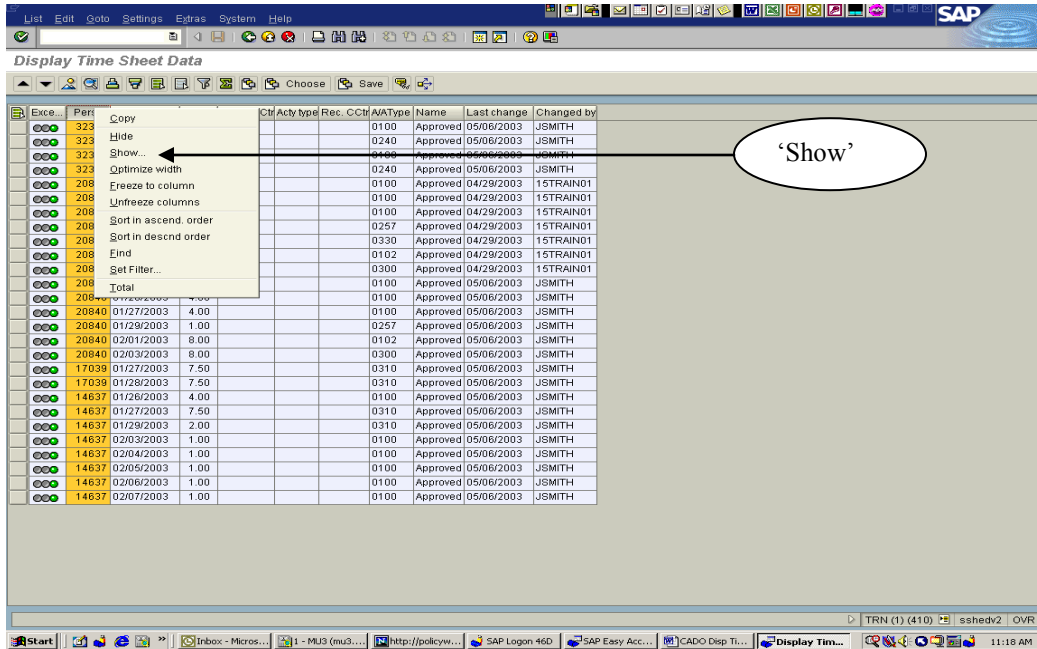 List Edit Goto Settings Extras System Help
SAP
Display Time Sheet Data
Choose Save
Exce... Pers Ctr Acty type Rec. CCtr A/AType Name Last change Changed by
Copy
Hide
Show...
Optimize width
Freeze to column
Unfreeze columns
Sort in ascend. order
Sort in descnd order
Find
Set Filter...
Total
‘Show’
323 0100 Approved 05/06/2003 JSMITH
323 0240 Approved 05/06/2003 JSMITH
323 0100 Approved 05/06/2003 JSMITH
323 0240 Approved 05/06/2003 JSMITH
208 0100 Approved 04/29/2003 15TRAIN01
208 0100 Approved 04/29/2003 15TRAIN01
208 0100 Approved 04/29/2003 15TRAIN01
208 0257 Approved 04/29/2003 15TRAIN01
208 0330 Approved 04/29/2003 15TRAIN01
208 0102 Approved 04/29/2003 15TRAIN01
208 0300 Approved 04/29/2003 15TRAIN01
208 0100 Approved 05/06/2003 JSMITH
20840 4.00 0100 Approved 05/06/2003 JSMITH
20840 01/27/2003 4.00 0100 Approved 05/06/2003 JSMITH
20840 01/29/2003 1.00 0257 Approved 05/06/2003 JSMITH
20840 02/01/2003 8.00 0102 Approved 05/06/2003 JSMITH
20840 02/03/2003 8.00 0300 Approved 05/06/2003 JSMITH
17039 01/27/2003 7.50 0310 Approved 05/06/2003 JSMITH
17039 01/28/2003 7.50 0310 Approved 05/06/2003 JSMITH
14637 01/26/2003 4.00 0100 Approved 05/06/2003 JSMITH
14637 01/27/2003 7.50 0310 Approved 05/06/2003 JSMITH
14637 01/29/2003 2.00 0310 Approved 05/06/2003 JSMITH
14637 02/03/2003 1.00 0100 Approved 05/06/2003 JSMITH
14637 02/04/2003 1.00 0100 Approved 05/06/2003 JSMITH
14637 02/05/2003 1.00 0100 Approved 05/06/2003 JSMITH
14637 02/06/2003 1.00 0100 Approved 05/06/2003 JSMITH
14637 02/07/2003 1.00 0100 Approved 05/06/2003 JSMITH
TRN (1) (410) sshedv2 OVR
Start Inbox - Micros... 1 - MU3 (mu3.... http://policyw... SAP Logon 46D SAP Easy Acc... CADO Disp Ti... Display Tim... 11:18 AM